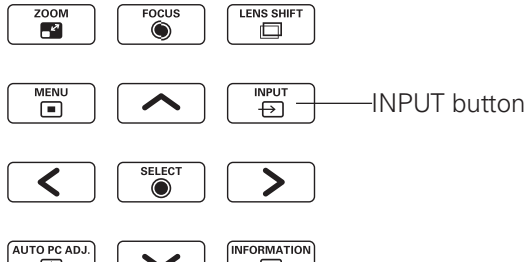 ZOOM FOCUS LENS SHIFT
MENU INPUT INPUT button
SELECT
AUTO PC ADJ. INFORMATION